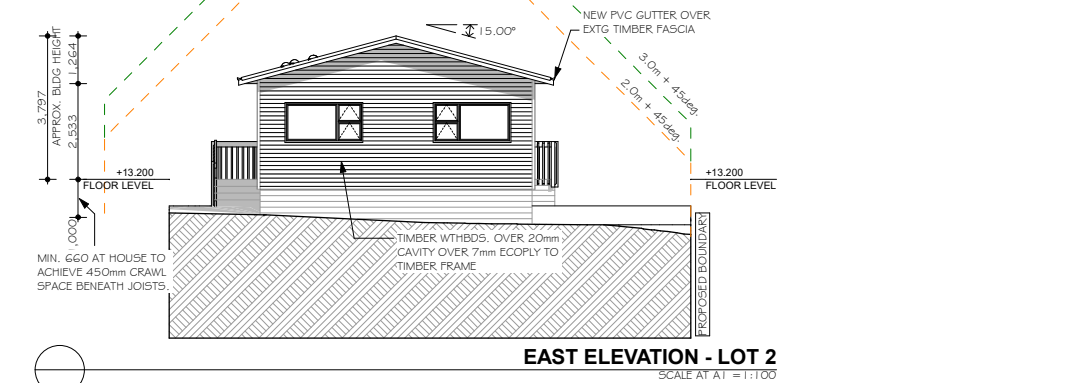 NEW PVC GUTTER OVER
EXTG TIMBER FASCIA
15.00°
3.0m + 45deg.
2.0m + 45deg.
3,797
APPROX. BLDG HEIGHT
1,264
2,533
+13.200
FLOOR LEVEL
+13.200
FLOOR LEVEL
MIN. 660 AT HOUSE TO
ACHIEVE 450mm CRAWL
SPACE BENEATH JOISTS.
TIMBER WTHBDS. OVER 20mm
CAVITY OVER 7mm ECOPLY TO
TIMBER FRAME
PROPOSED BOUNDARY
EAST ELEVATION - LOT 2
SCALE AT A1 = 1:100